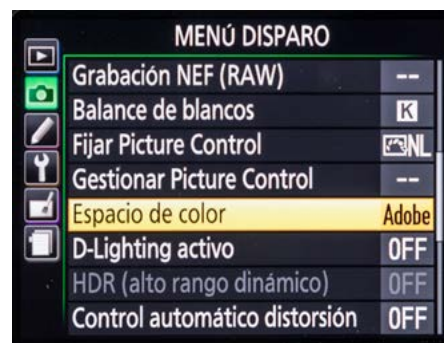 MENÚ DISPARO
Grabación NEF (RAW) --
Balance de blancos K
Fijar Picture Control NL
Gestionar Picture Control --
Espacio de color Adobe
D-Lighting activo OFF
HDR (alto rango dinámico) OFF
Control automático distorsión OFF